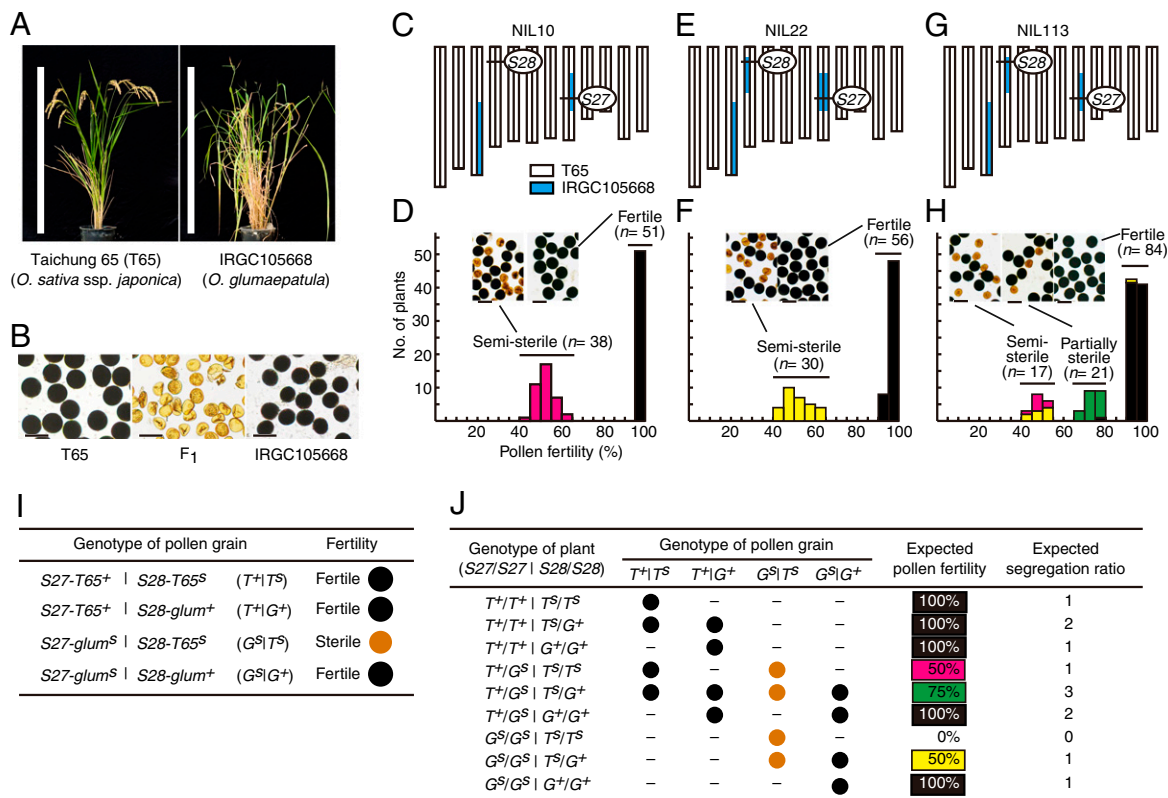 A
Taichung 65 (T65)
(O. sativa ssp. japonica)
IRGC105668
(O. glumaepatula)
B
T65
F1
IRGC105668
C
NIL10
S28
S27
T65
IRGC105668
D
Fertile
(n= 51)
Semi-sterile (n= 38)
No. of plants
50
40
30
20
10
20 40 60 80 100
Pollen fertility (%)
E
NIL22
S28
S27
F
Fertile
(n= 56)
Semi-sterile
(n= 30)
20 40 60 80 100
G
NIL113
S28
S27
H
Fertile
(n= 84)
Semi-
sterile
(n= 17)
Partially
sterile
(n= 21)
20 40 60 80 100
I
Genotype of pollen grain Fertility
S27-T65+ | S28-T65S (T+|TS) Fertile
S27-T65+ | S28-glum+ (T+|G+) Fertile
S27-glumS | S28-T65S (GS|TS) Sterile
S27-glumS | S28-glum+ (GS|G+) Fertile
J
Genotype of plant
(S27/S27 | S28/S28)
Genotype of pollen grain
T+|TS T+|G+ GS|TS GS|G+
Expected
pollen fertility
Expected
segregation ratio
T+/T+ | TS/TS – – – 100% 1
T+/T+ | TS/G+ – – 100% 2
T+/T+ | G+/G+ – – – 100% 1
T+/GS | TS/TS – – 50% 1
T+/GS | TS/G+ 75% 3
T+/GS | G+/G+ – – 100% 2
GS/GS | TS/TS – – – 0% 0
GS/GS | TS/G+ – – 50% 1
GS/GS | G+/G+ – – – 100% 1